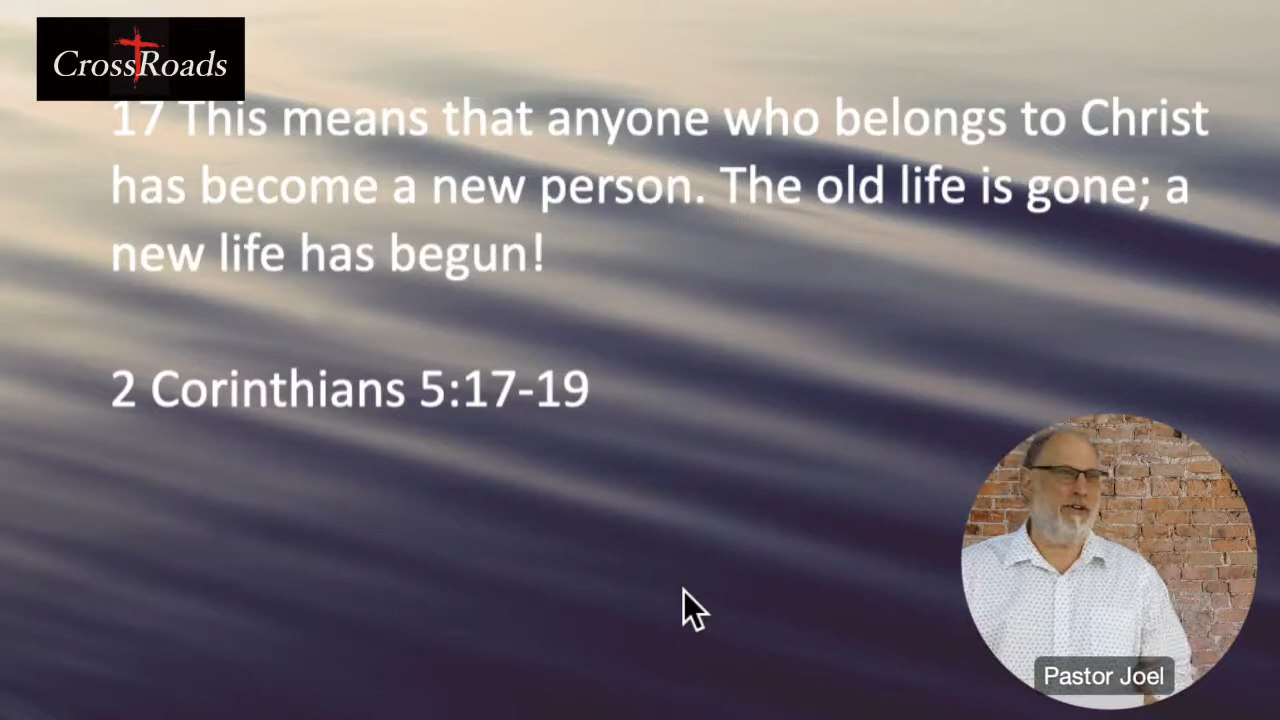 CrossRoads
17 This means that anyone who belongs to Christ
has become a new person. The old life is gone; a
new life has begun!
2 Corinthians 5:17-19
Pastor Joel